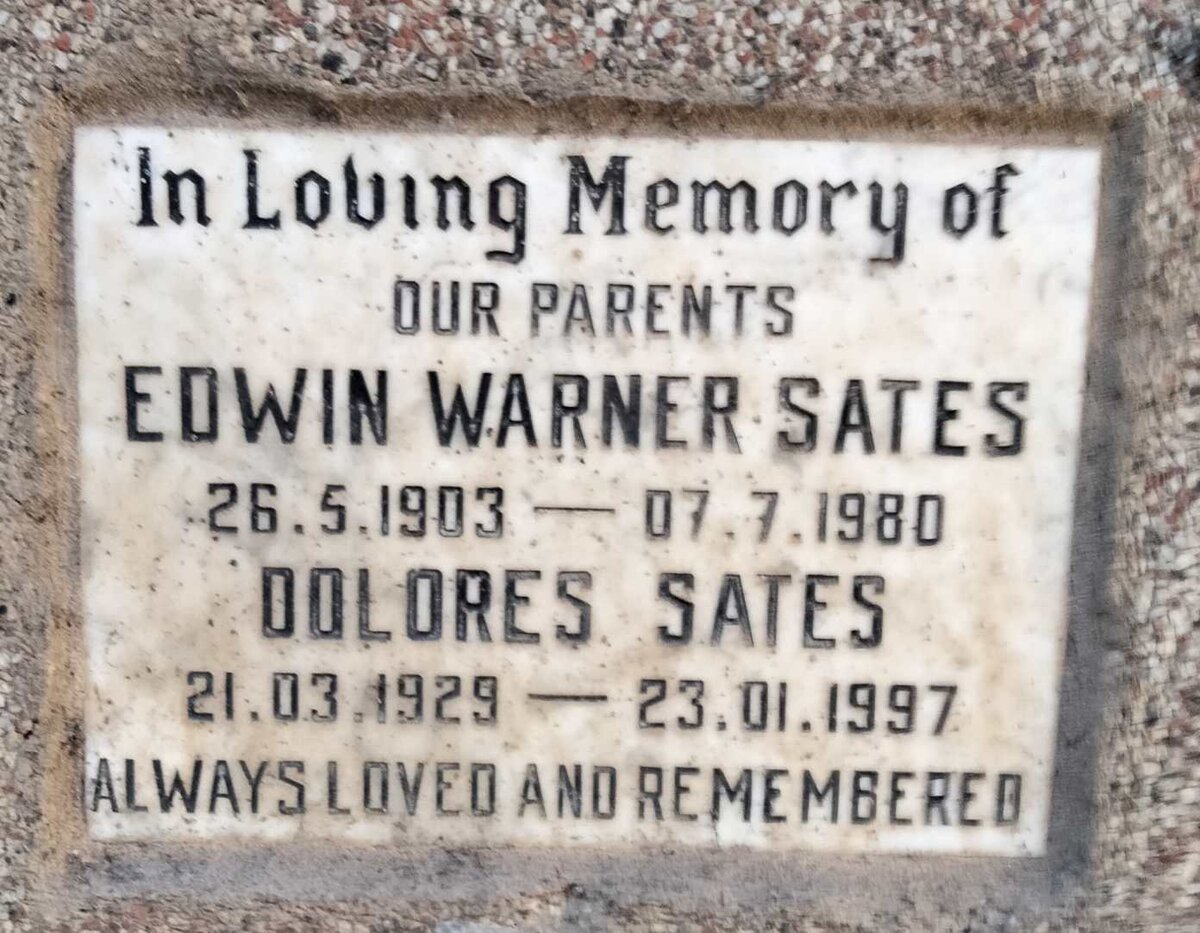 In Loving Memory of
OUR PARENTS
EDWIN WARNER SATES
26.5.1903 — 07.7.1980
DOLORES SATES
21.03.1929 — 23.01.1997
ALWAYS LOVED AND REMEMBERED